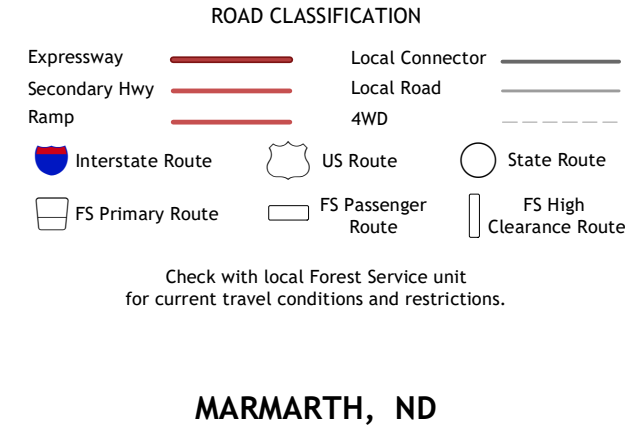 ROAD CLASSIFICATION
Expressway
Local Connector
Secondary Hwy
Local Road
Ramp
4WD
Interstate Route
US Route
State Route
FS Primary Route
FS Passenger
Route
FS High
Clearance Route
Check with local Forest Service unit
for current travel conditions and restrictions.
MARMARTH, ND